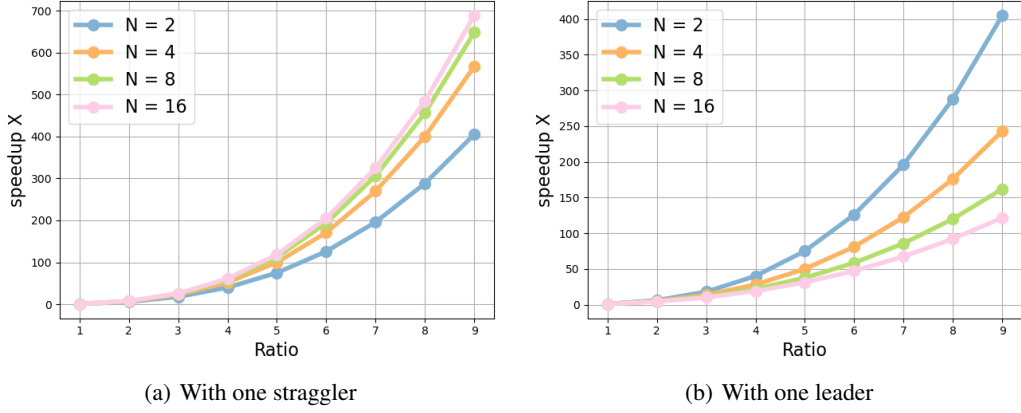 700
600
500
400
300
200
100
0
speedup X
N = 2
N = 4
N = 8
N = 16
1 2 3 4 5 6 7 8 9
Ratio
(a) With one straggler
400
350
300
250
200
150
100
50
0
speedup X
N = 2
N = 4
N = 8
N = 16
1 2 3 4 5 6 7 8 9
Ratio
(b) With one leader